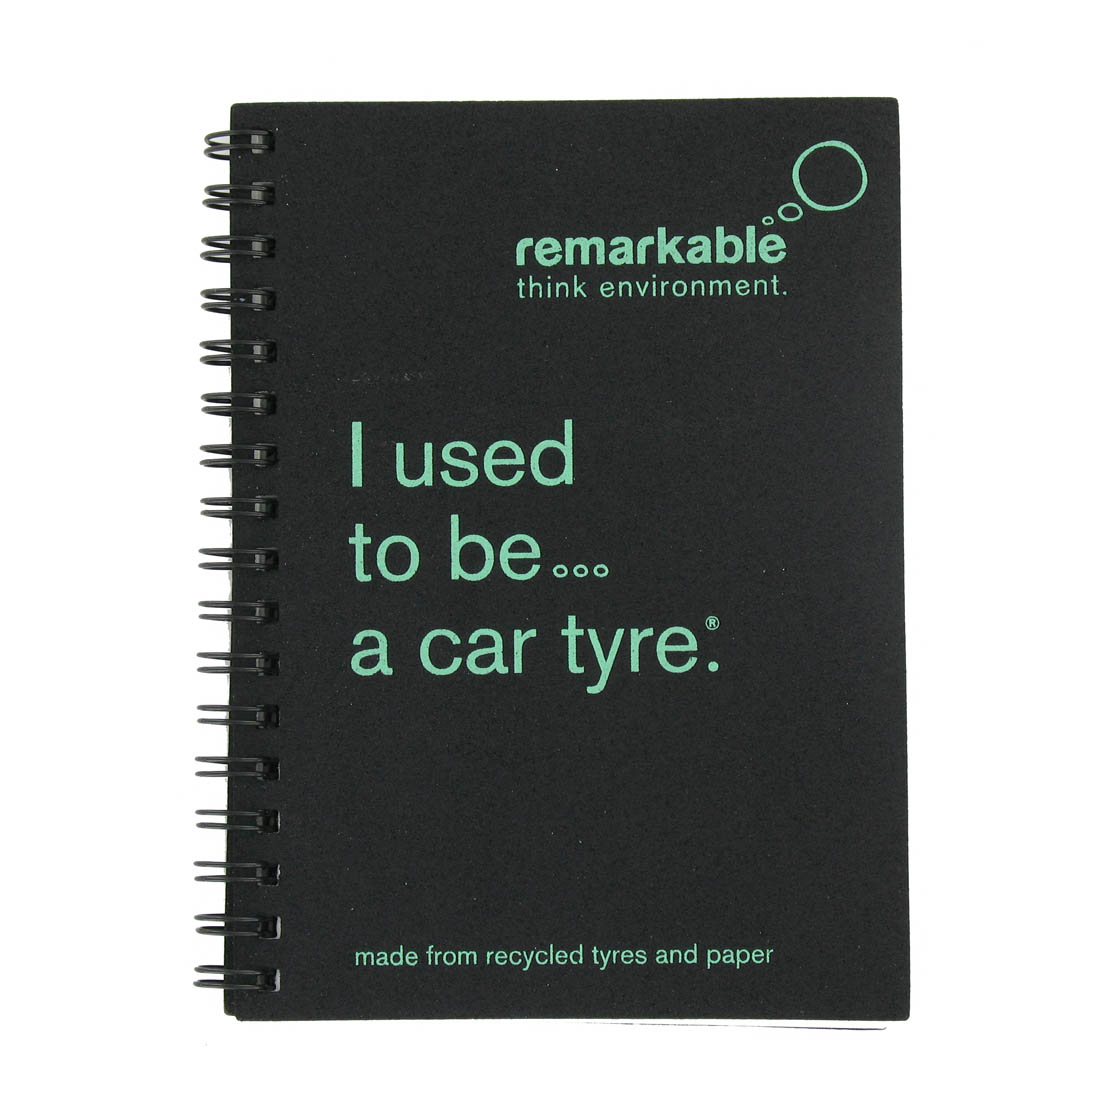 remarkable
think environment.
I used
to be...
a car tyre.®
made from recycled tyres and paper